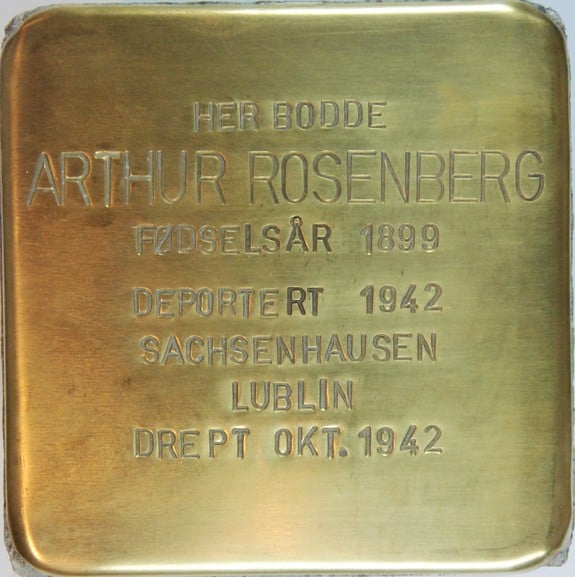 HER BODDE
ARTHUR ROSENBERG
FØDSELSÅR 1899
DEPORTERT 1942
SACHSENHAUSEN
LUBLIN
DREPT OKT. 1942